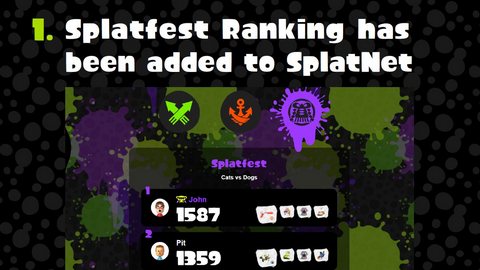 1. Splatfest Ranking has
been added to SplatNet
Splatfest
Cats vs Dogs
1
John
1587
2
Pit
1359